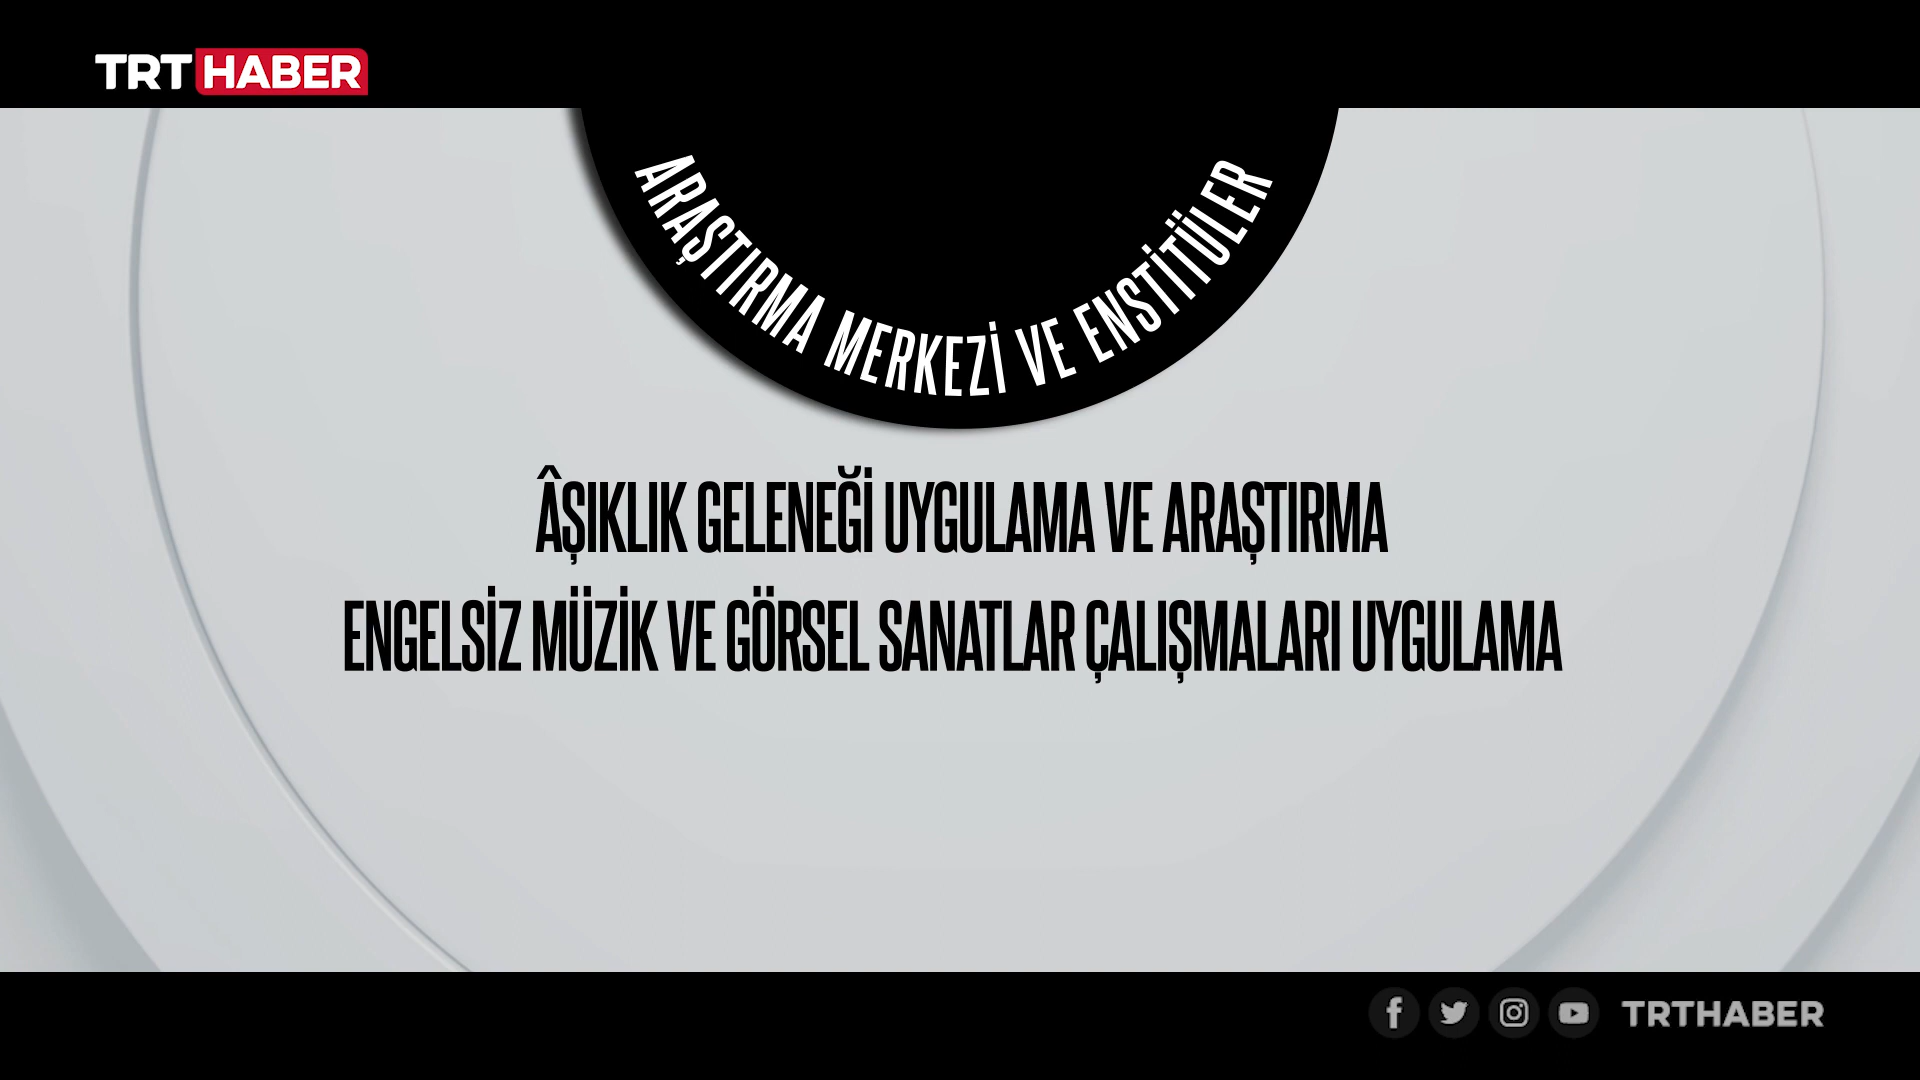 TRT HABER
ARAŞTIRMA MERKEZİ VE ENSTİTÜLER
ÂŞIKLIK GELENEĞİ UYGULAMA VE ARAŞTIRMA
ENGELSİZ MÜZİK VE GÖRSEL SANATLAR ÇALIŞMALARI UYGULAMA
TRTHABER